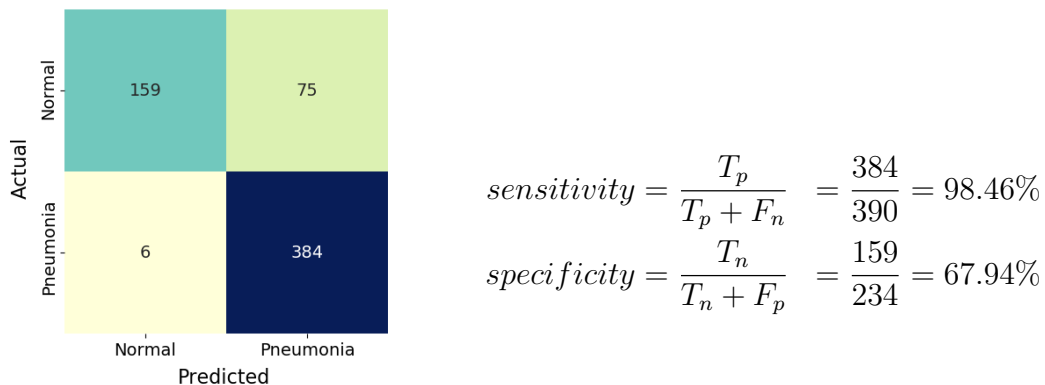 Actual
Normal
159 75
Pneumonia
6 384
Normal Pneumonia
Predicted
sensitivity = T_p / (T_p + F_n) = 384 / 390 = 98.46%
specificity = T_n / (T_n + F_p) = 159 / 234 = 67.94%